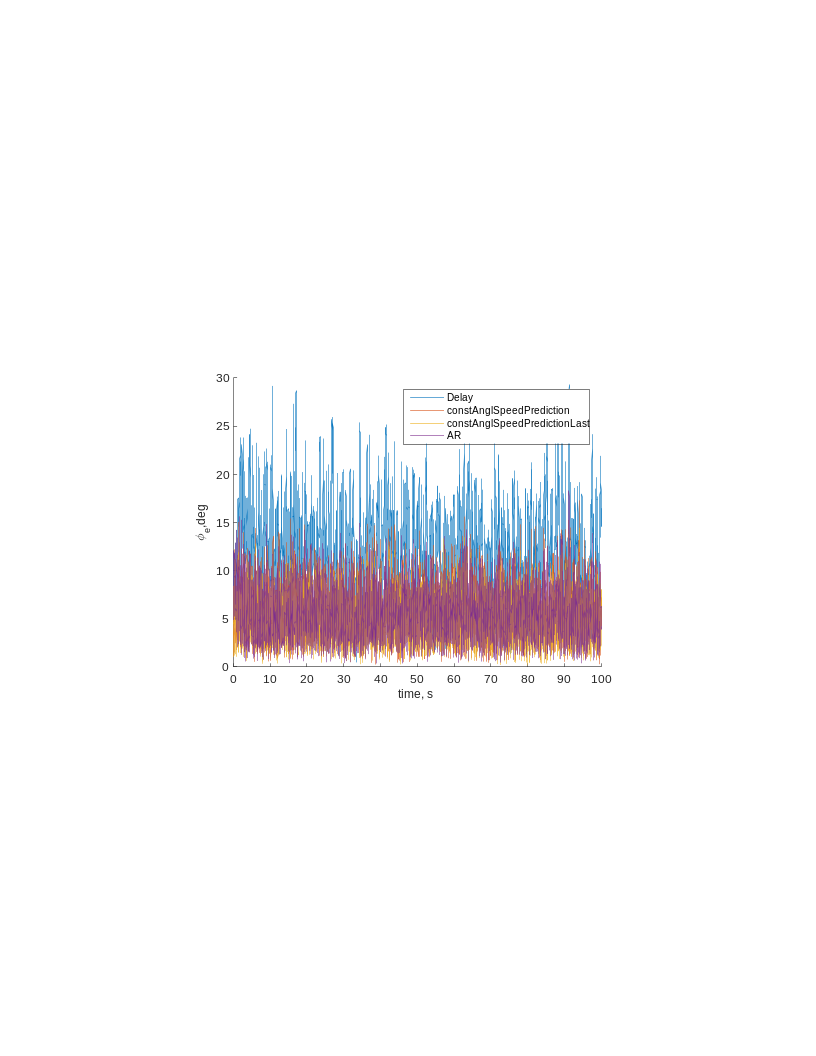 30
25
20
15
10
5
0
ϕe,deg
Delay
constAnglSpeedPrediction
constAnglSpeedPredictionLast
AR
0 10 20 30 40 50 60 70 80 90 100
time, s